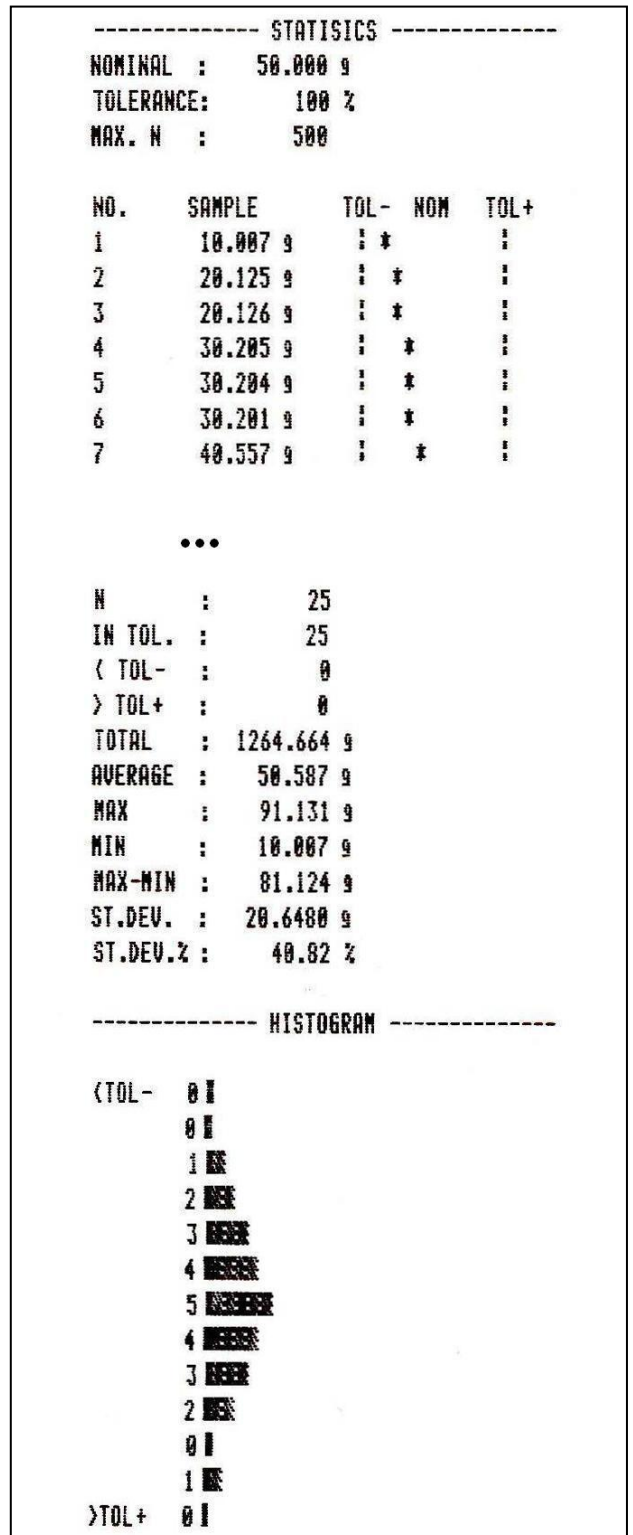 --------------- STATISICS ---------------
NOMINAL : 50.000 g
TOLERANCE: 100 %
MAX. N : 500
NO. SAMPLE TOL- NOM TOL+
1 10.007 g ¦ * ¦
2 20.125 g ¦ * ¦
3 20.126 g ¦ * ¦
4 30.205 g ¦ * ¦
5 30.204 g ¦ * ¦
6 30.201 g ¦ * ¦
7 40.557 g ¦ * ¦
...
N : 25
IN TOL. : 25
< TOL- : 0
> TOL+ : 0
TOTAL : 1264.664 g
AVERAGE : 50.587 g
MAX : 91.131 g
MIN : 10.007 g
MAX-MIN : 81.124 g
ST.DEV. : 20.6480 g
ST.DEV.% : 40.82 %
--------------- HISTOGRAM ---------------
<TOL- 0
0
1
2
3
4
5
4
3
2
0
1
>TOL+ 0